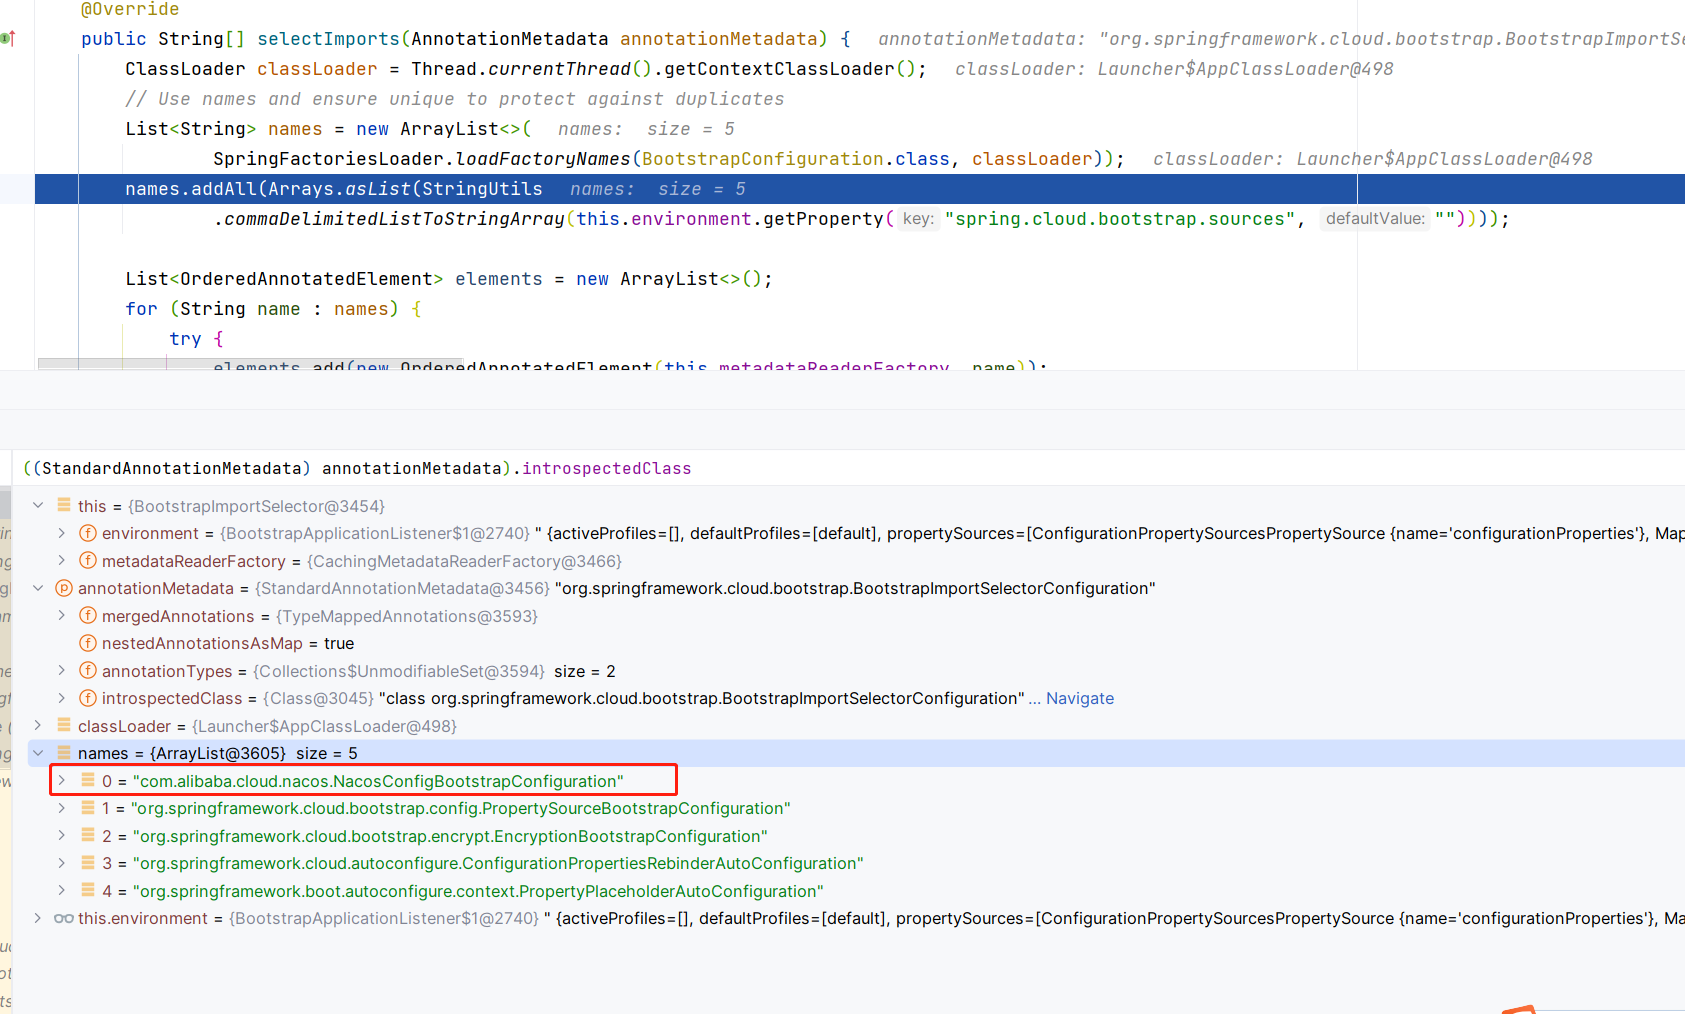 @Override
public String[] selectImports(AnnotationMetadata annotationMetadata) { annotationMetadata: "org.springframework.cloud.bootstrap.BootstrapImportSe
ClassLoader classLoader = Thread.currentThread().getContextClassLoader(); classLoader: Launcher$AppClassLoader@498
// Use names and ensure unique to protect against duplicates
List<String> names = new ArrayList<>( names: size = 5
SpringFactoriesLoader.loadFactoryNames(BootstrapConfiguration.class, classLoader)); classLoader: Launcher$AppClassLoader@498
names.addAll(Arrays.asList(StringUtils names: size = 5
.commaDelimitedListToStringArray(this.environment.getProperty( key: "spring.cloud.bootstrap.sources", defaultValue: ""))));
List<OrderedAnnotatedElement> elements = new ArrayList<>();
for (String name : names) {
try {
elements.add(new OrderedAnnotatedElement(this.metadataReaderFactory, name));
((StandardAnnotationMetadata) annotationMetadata).introspectedClass
this = {BootstrapImportSelector@3454}
environment = {BootstrapApplicationListener$1@2740} " {activeProfiles=[], defaultProfiles=[default], propertySources=[ConfigurationPropertySourcesPropertySource {name='configurationProperties'}, Map
metadataReaderFactory = {CachingMetadataReaderFactory@3466}
annotationMetadata = {StandardAnnotationMetadata@3456} "org.springframework.cloud.bootstrap.BootstrapImportSelectorConfiguration"
mergedAnnotations = {TypeMappedAnnotations@3593}
nestedAnnotationsAsMap = true
annotationTypes = {Collections$UnmodifiableSet@3594} size = 2
introspectedClass = {Class@3045} "class org.springframework.cloud.bootstrap.BootstrapImportSelectorConfiguration" ... Navigate
classLoader = {Launcher$AppClassLoader@498}
names = {ArrayList@3605} size = 5
0 = "com.alibaba.cloud.nacos.NacosConfigBootstrapConfiguration"
1 = "org.springframework.cloud.bootstrap.config.PropertySourceBootstrapConfiguration"
2 = "org.springframework.cloud.bootstrap.encrypt.EncryptionBootstrapConfiguration"
3 = "org.springframework.cloud.autoconfigure.ConfigurationPropertiesRebinderAutoConfiguration"
4 = "org.springframework.boot.autoconfigure.context.PropertyPlaceholderAutoConfiguration"
this.environment = {BootstrapApplicationListener$1@2740} " {activeProfiles=[], defaultProfiles=[default], propertySources=[ConfigurationPropertySourcesPropertySource {name='configurationProperties'}, Ma